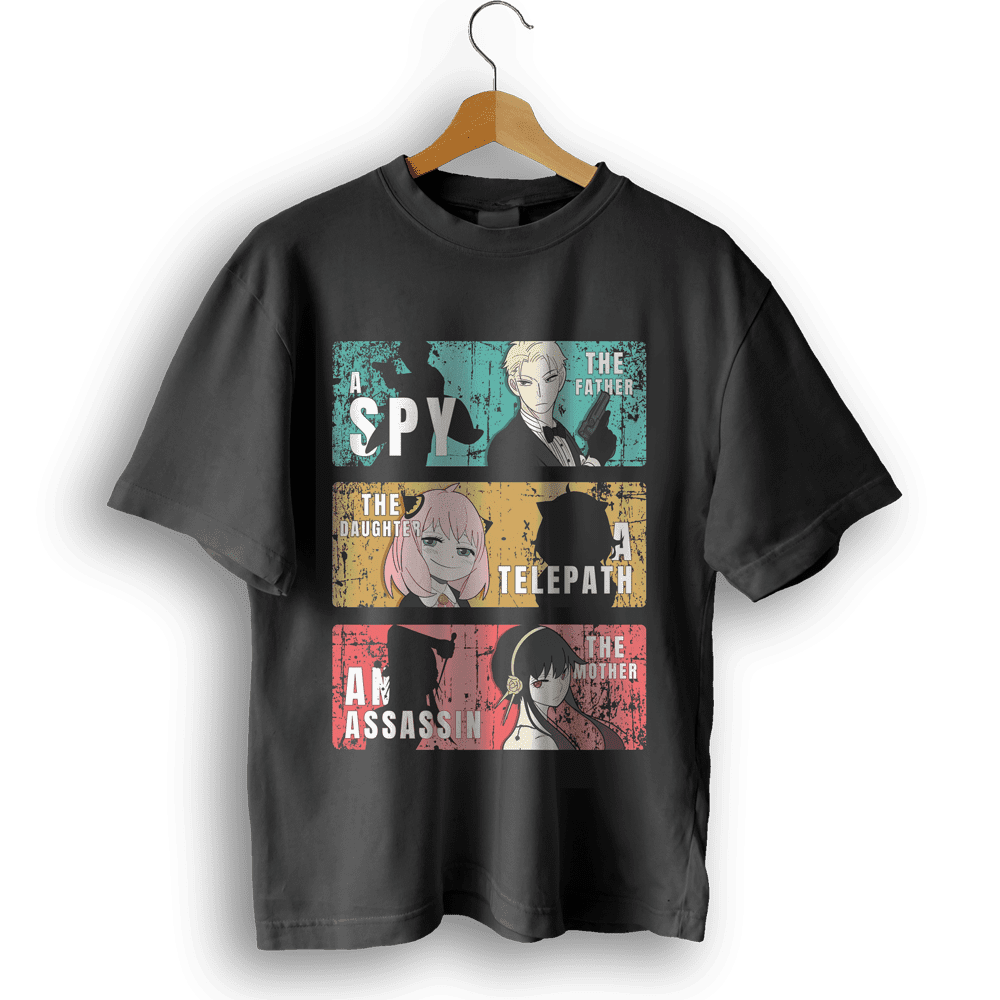 A
SPY
THE
FATHER
THE
DAUGHTER
A
TELEPATH
AN
ASSASSIN
THE
MOTHER